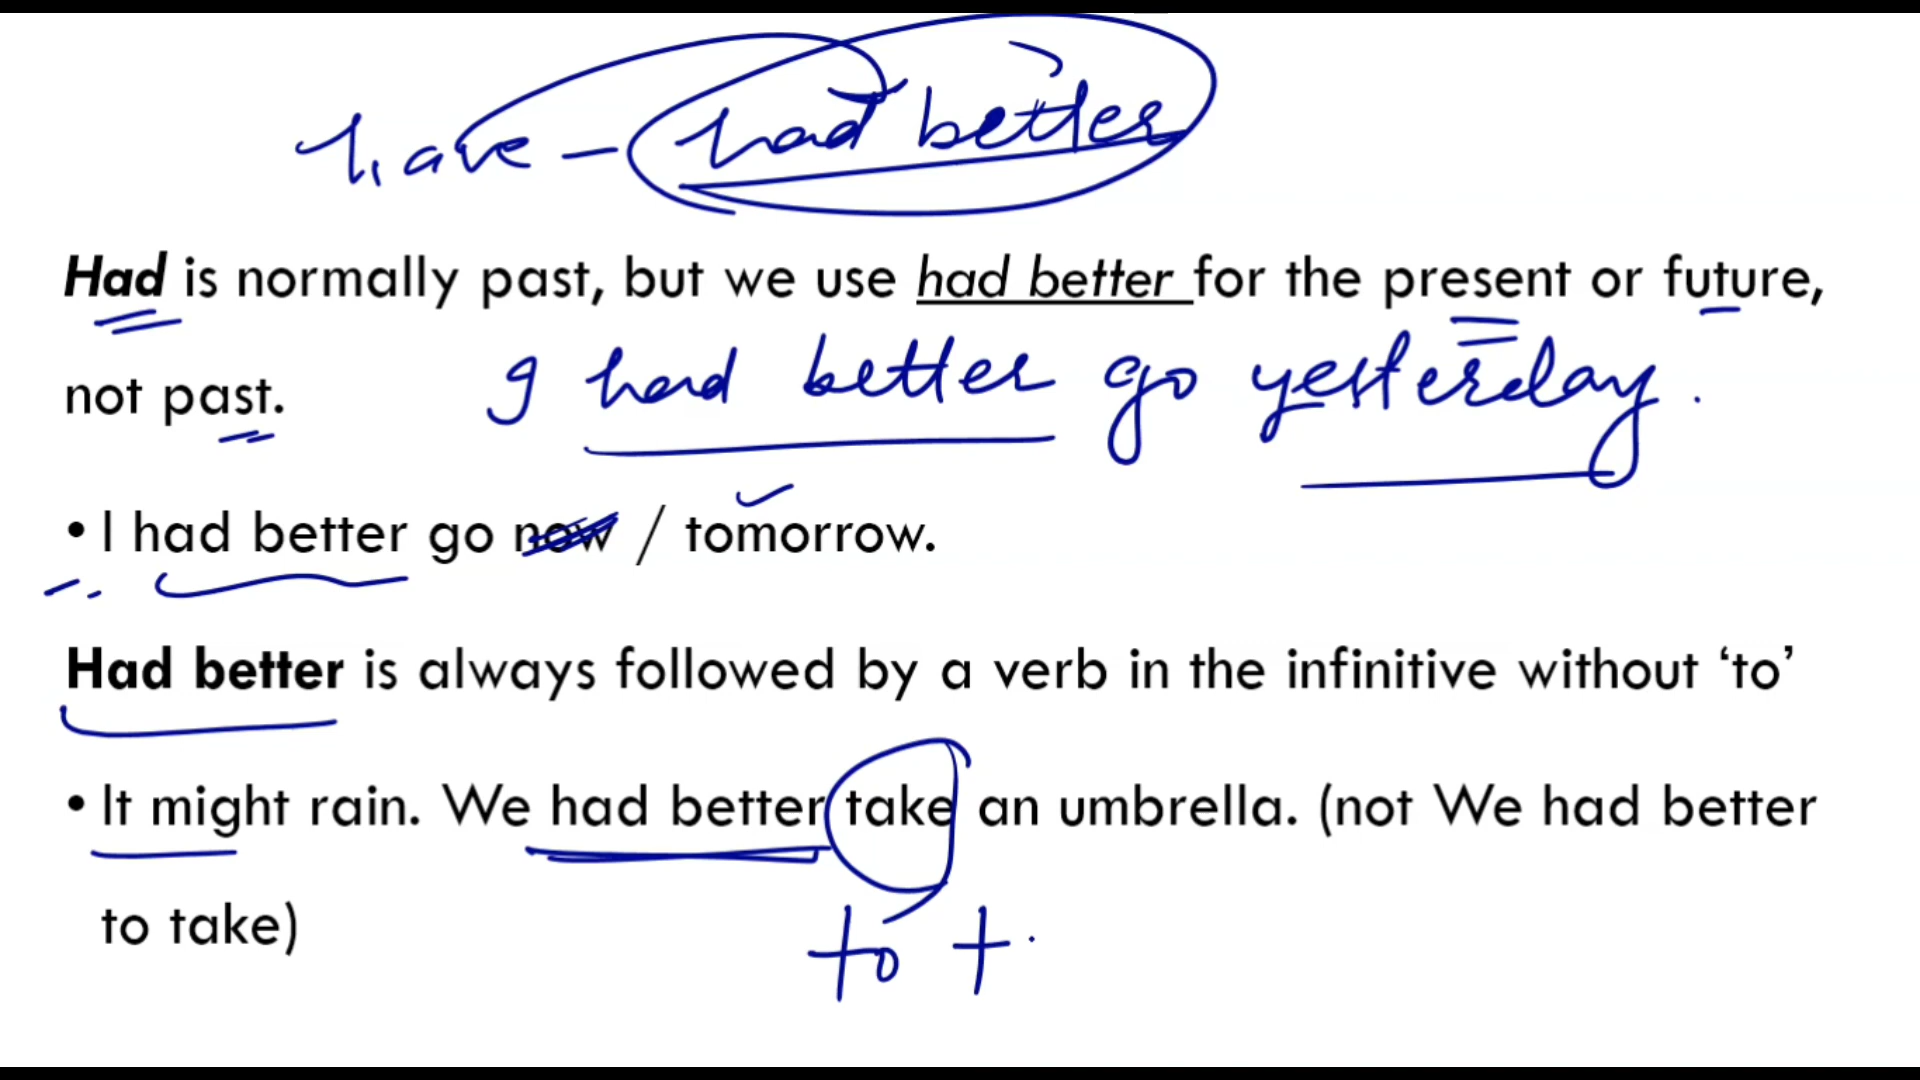 have - had better
Had is normally past, but we use had better for the present or future,
I had better go yesterday.
not past.
• I had better go now / tomorrow.
Had better is always followed by a verb in the infinitive without ‘to’
• It might rain. We had better take an umbrella. (not We had better
to take)
to t